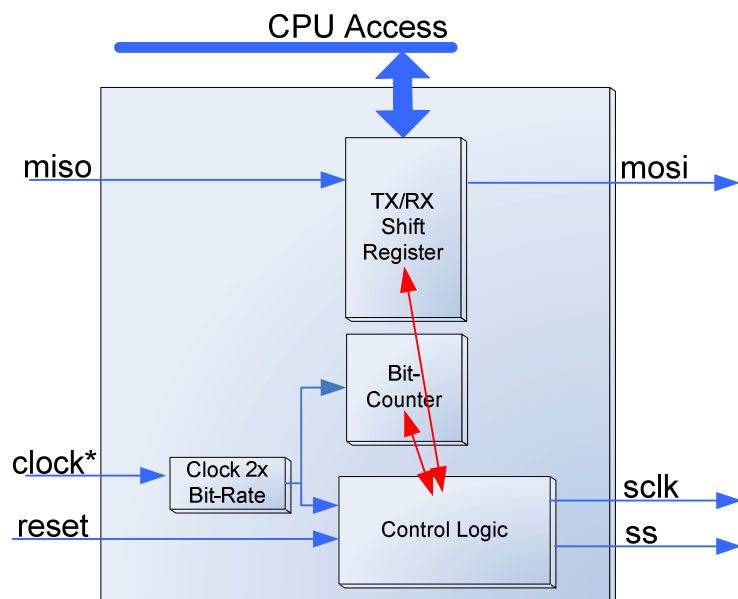 CPU Access
miso
TX/RX
Shift
Register
mosi
Bit-
Counter
clock*
Clock 2x
Bit-Rate
reset
Control Logic
sclk
ss